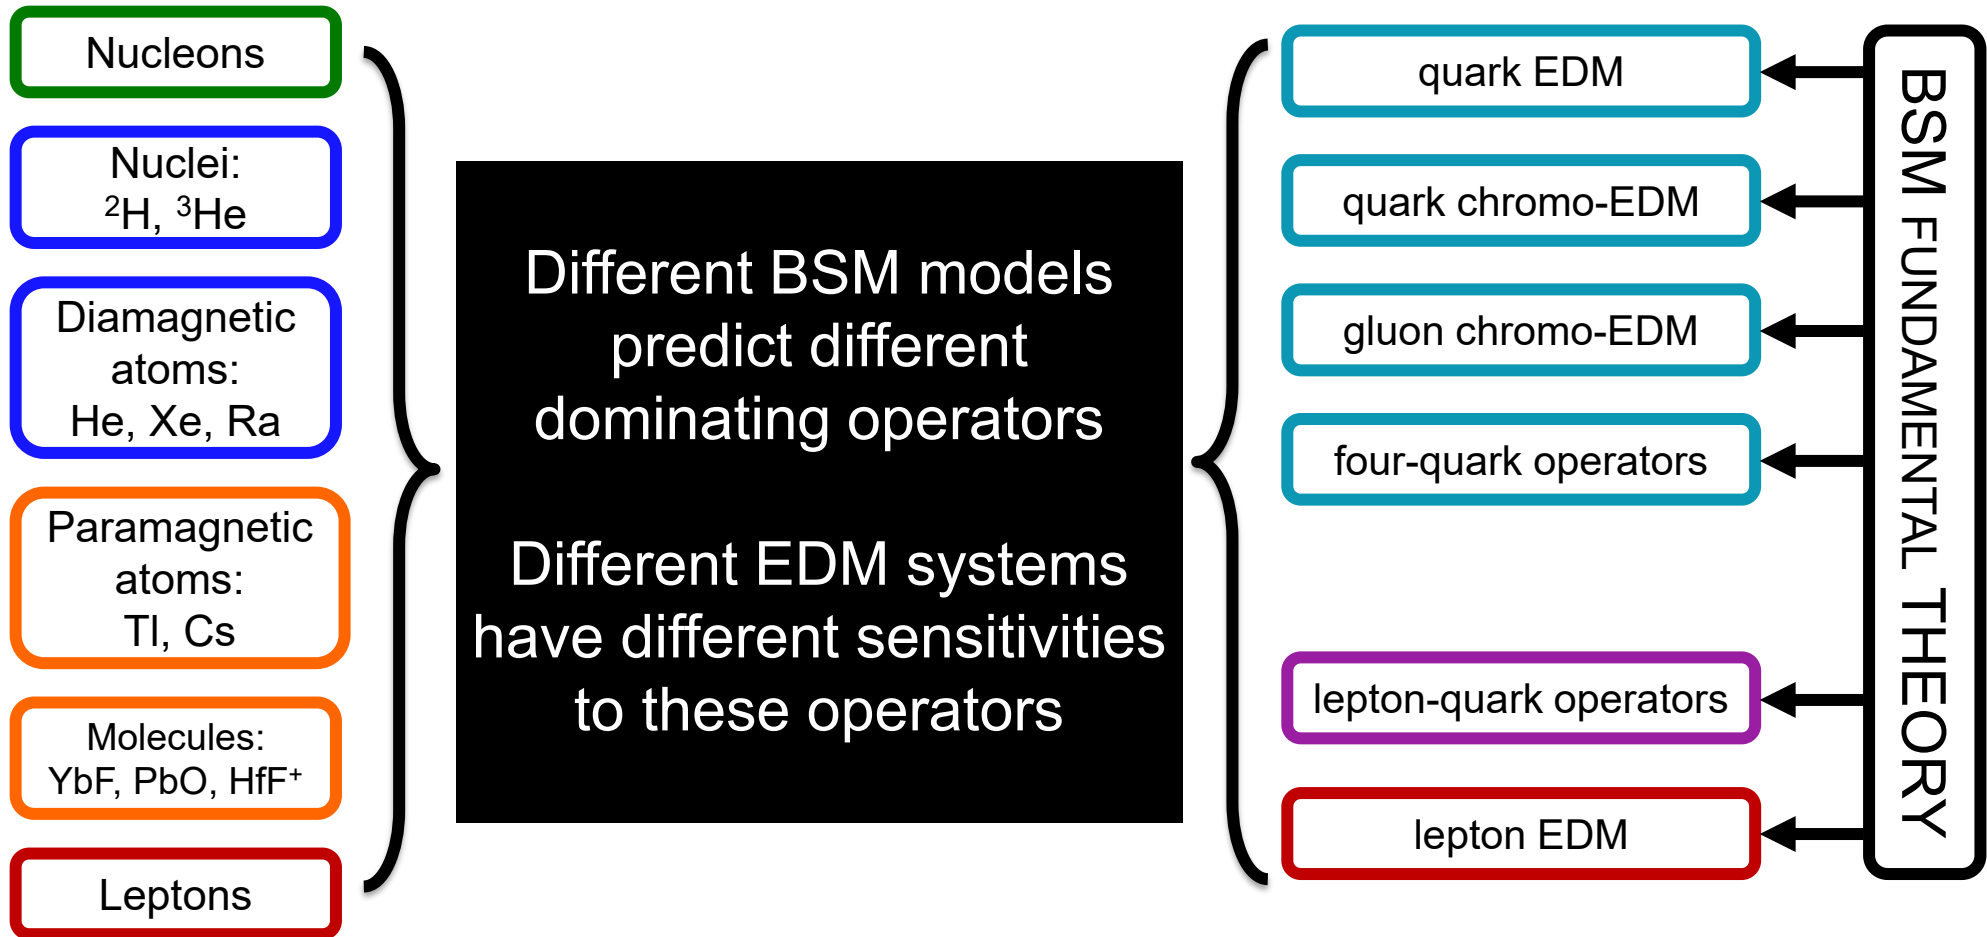 Nucleons
Nuclei:
²H, ³He
Diamagnetic
atoms:
He, Xe, Ra
Paramagnetic
atoms:
Tl, Cs
Molecules:
YbF, PbO, HfF⁺
Leptons
Different BSM models
predict different
dominating operators
Different EDM systems
have different sensitivities
to these operators
quark EDM
quark chromo-EDM
gluon chromo-EDM
four-quark operators
lepton-quark operators
lepton EDM
BSM FUNDAMENTAL THEORY